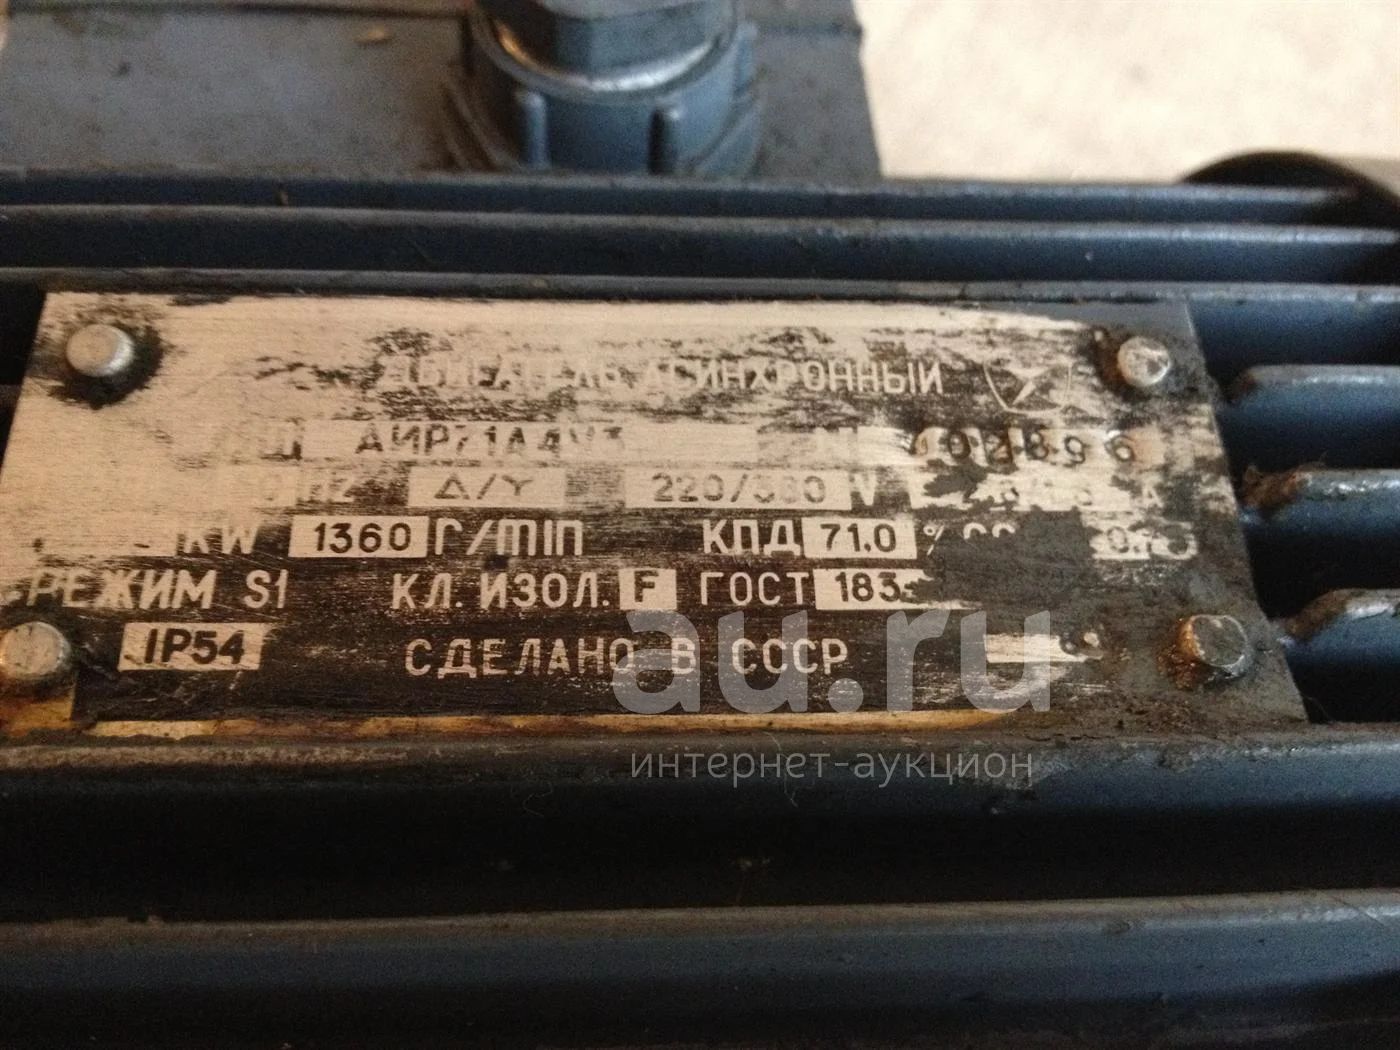 ДВИГАТЕЛЬ АСИНХРОННЫЙ
АИР71А4У3
Δ/Y 220/380 V
KW 1360 Г/min КПД 71,0 %
РЕЖИМ S1 КЛ. ИЗОЛ. F ГОСТ 183
IP54 СДЕЛАНО В СССР
au.ru
интернет-аукцион